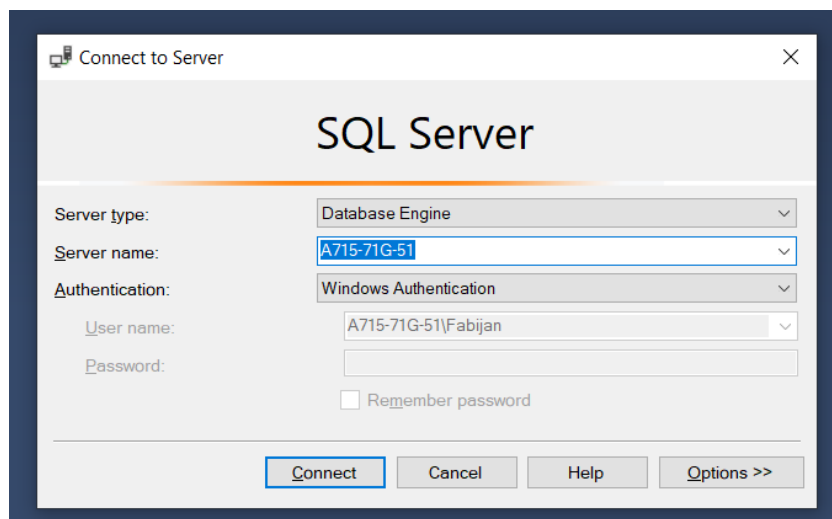 Connect to Server
SQL Server
Server type: Database Engine
Server name: A715-71G-51
Authentication: Windows Authentication
User name: A715-71G-51\Fabijan
Password:
Remember password
Connect Cancel Help Options >>